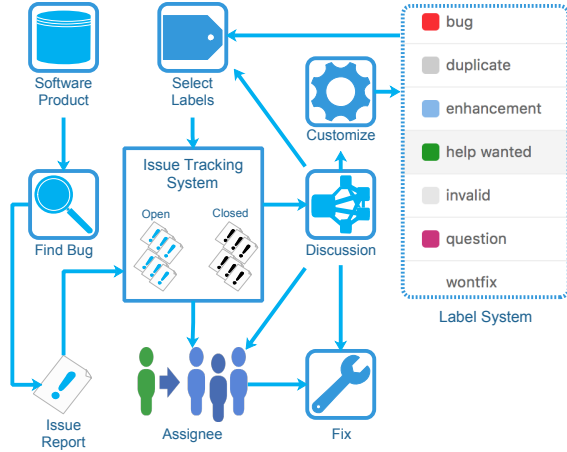 Software
Product
Select
Labels
Customize
bug
duplicate
enhancement
help wanted
invalid
question
wontfix
Label System
Find Bug
Issue Tracking
System
Open
Closed
Discussion
Issue
Report
Assignee
Fix